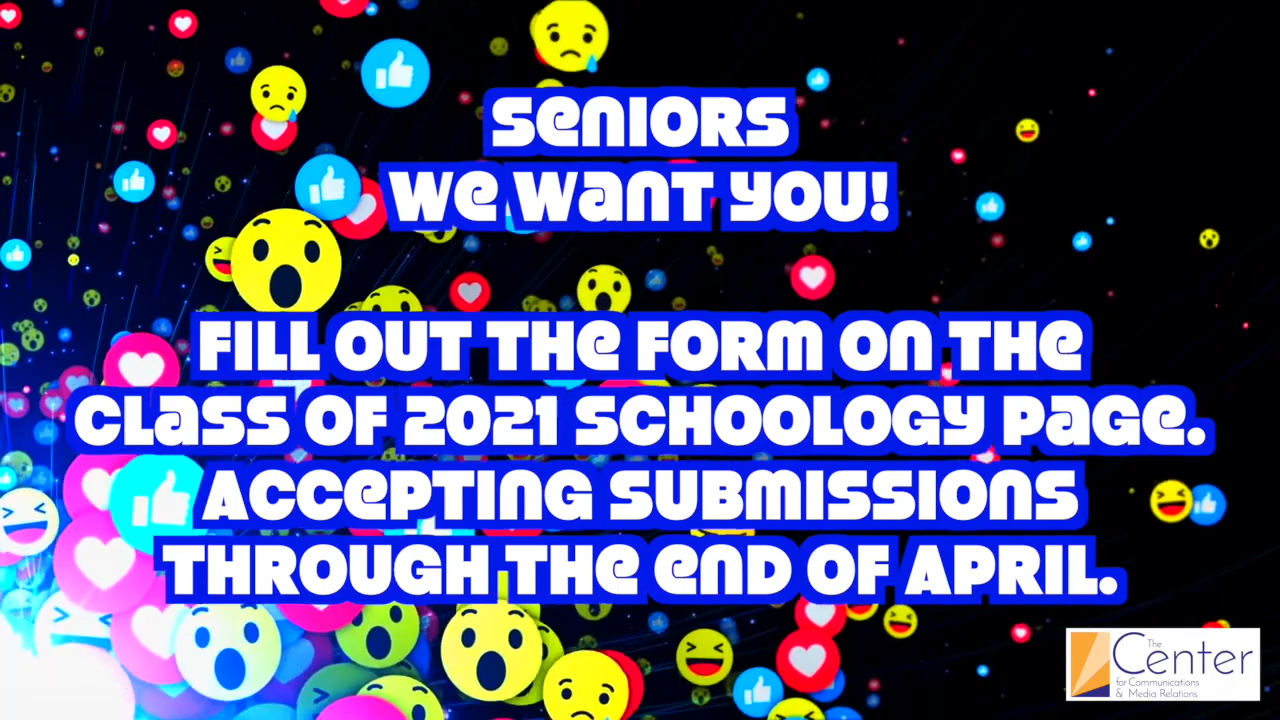 SENIORS
WE WANT YOU!
FILL OUT THE FORM ON THE
CLASS OF 2021 SCHOOLOGY PAGE.
ACCEPTING SUBMISSIONS
THROUGH THE END OF APRIL.
The
Center
for Communications
& Media Relations